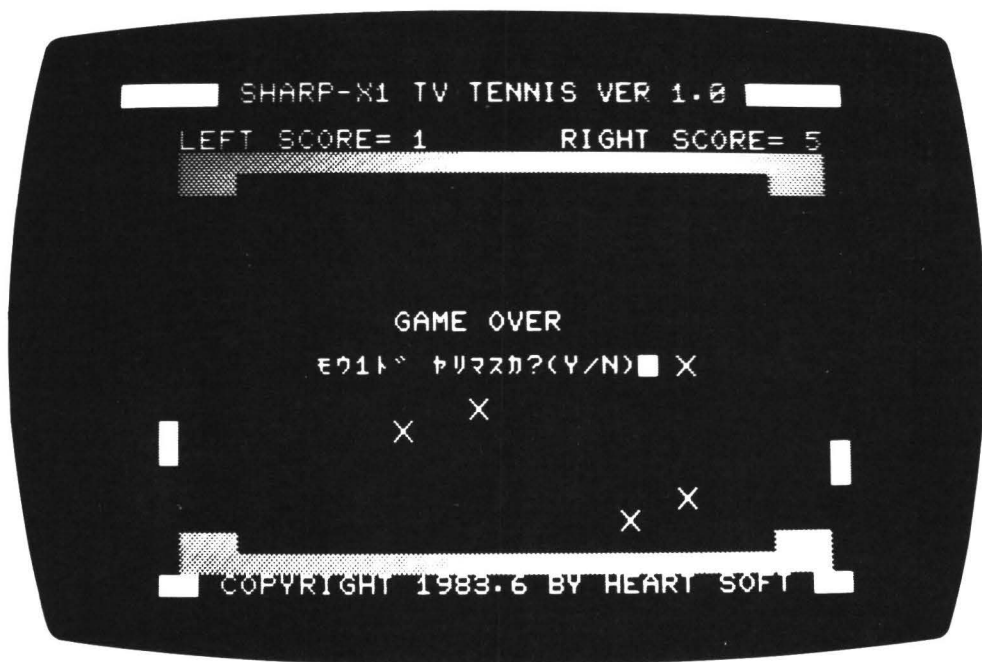 SHARP-X1 TV TENNIS VER 1.0
LEFT SCORE= 1 RIGHT SCORE= 5
GAME OVER
モウ1ド ヤリマスカ?(Y/N)
COPYRIGHT 1983.6 BY HEART SOFT